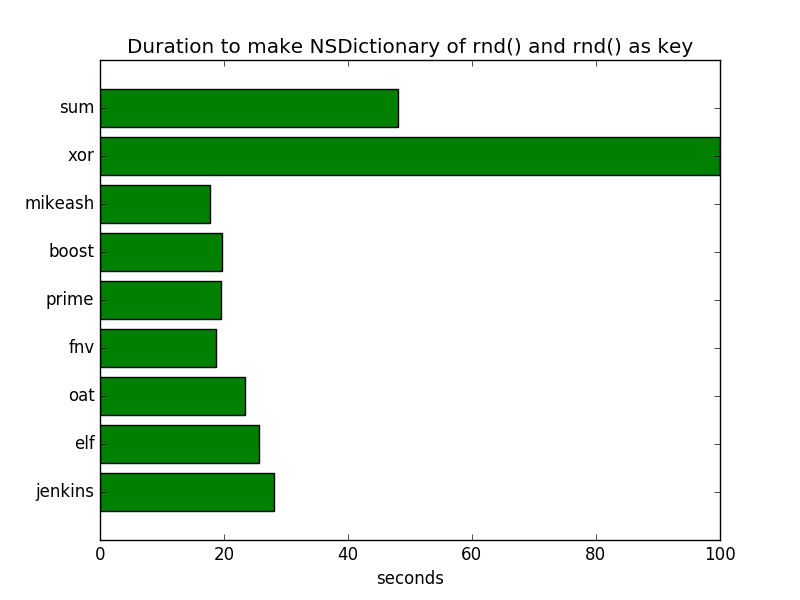 Duration to make NSDictionary of rnd() and rnd() as key
sum
xor
mikeash
boost
prime
fnv
oat
elf
jenkins
0 20 40 60 80 100
seconds